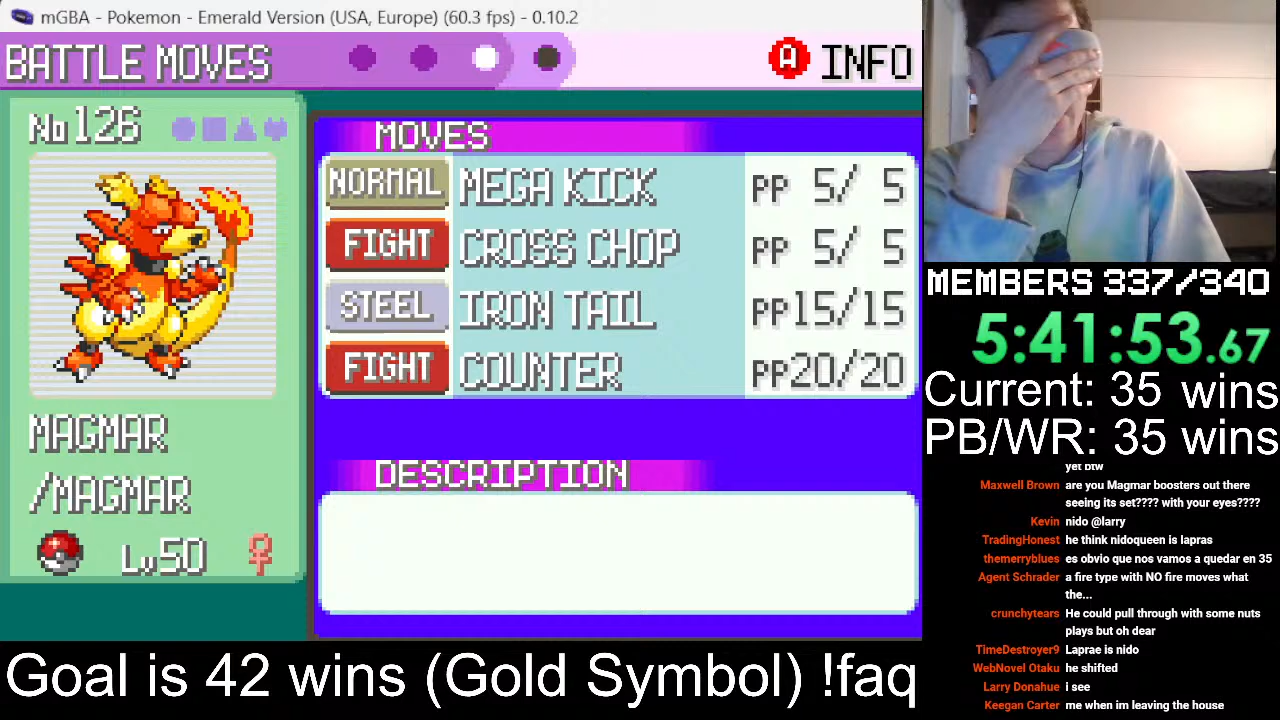 mGBA - Pokemon - Emerald Version (USA, Europe) (60.3 fps) - 0.10.2
BATTLE MOVES
A INFO
No 126
MAGMAR
/MAGMAR
Lv50 ♀
MOVES
NORMAL MEGA KICK PP 5/ 5
FIGHT CROSS CHOP PP 5/ 5
STEEL IRON TAIL PP15/15
FIGHT COUNTER PP20/20
DESCRIPTION
MEMBERS 337/340
5:41:53.67
Current: 35 wins
PB/WR: 35 wins
yet btw
Maxwell Brown are you Magmar boosters out there
seeing its set???? with your eyes????
Kevin nido @larry
TradingHonest he think nidoqueen is lapras
themerryblues es obvio que nos vamos a quedar en 35
Agent Schrader a fire type with NO fire moves what
the...
crunchytears He could pull through with some nuts
plays but oh dear
TimeDestroyer9 Laprae is nido
WebNovel Otaku he shifted
Larry Donahue i see
Keegan Carter me when im leaving the house
Goal is 42 wins (Gold Symbol) !faq